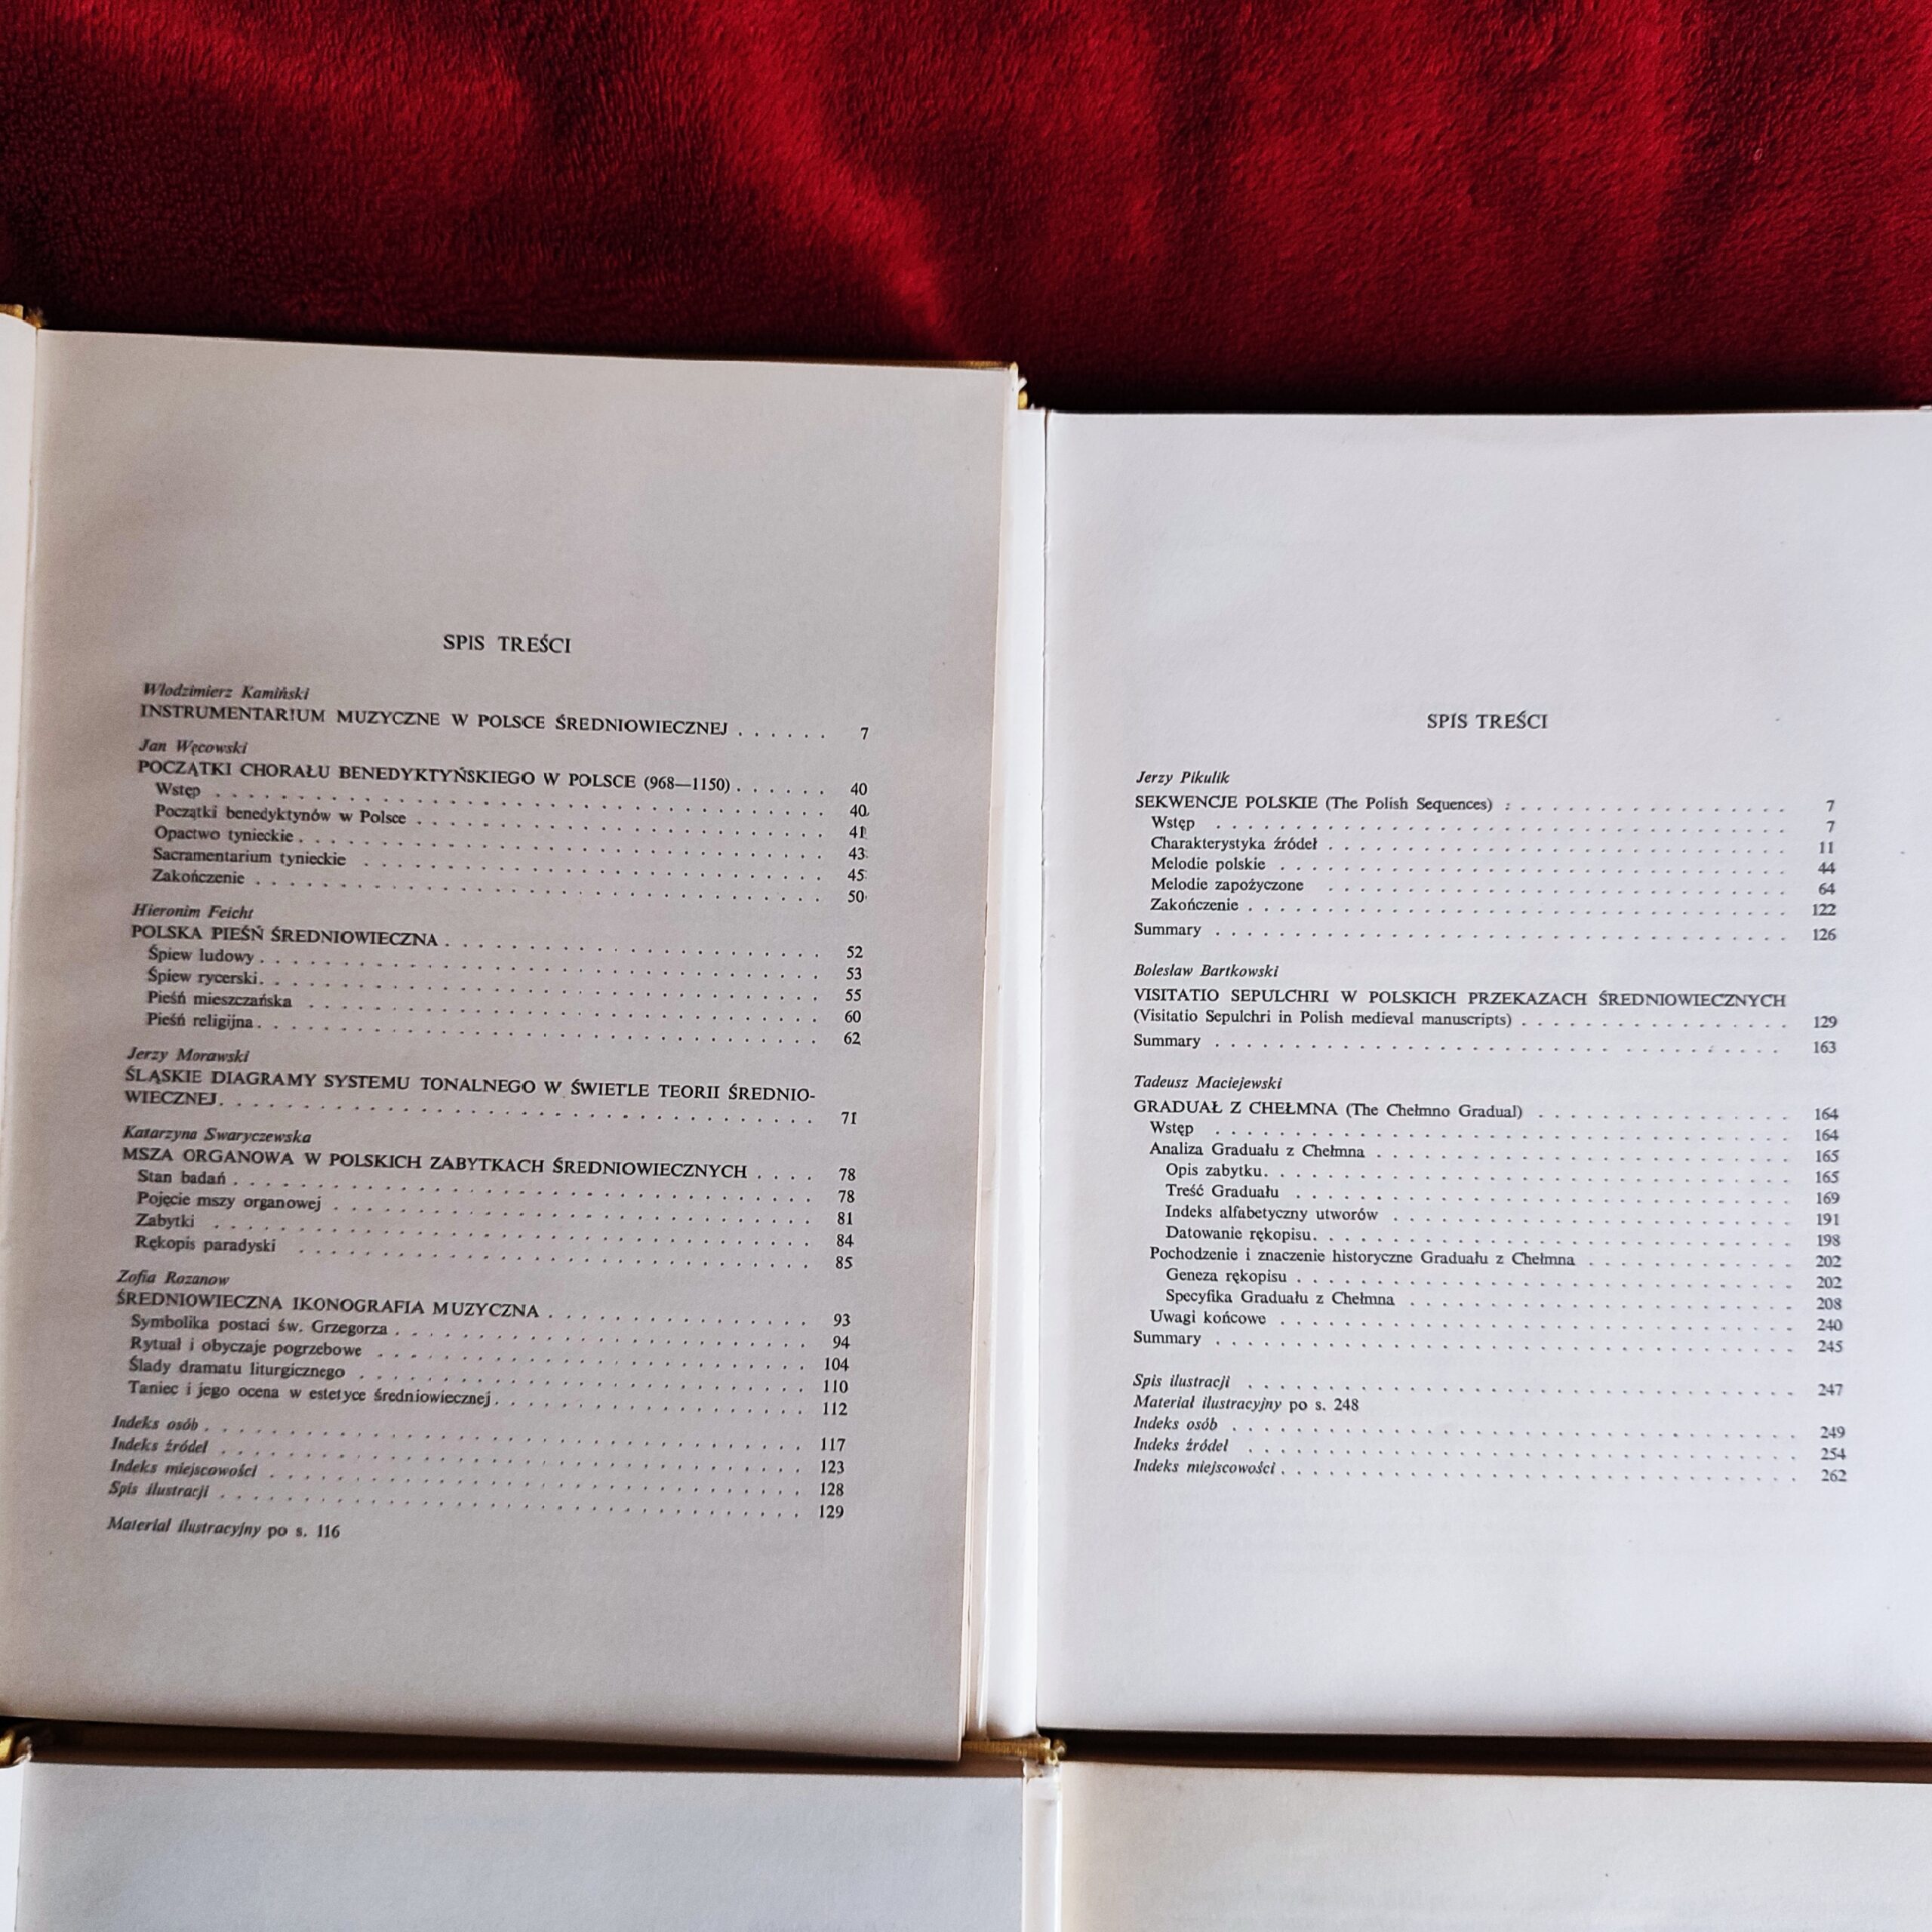 SPIS TREŚCI
Włodzimierz Kamiński
INSTRUMENTARIUM MUZYCZNE W POLSCE ŚREDNIOWIECZNEJ . . . . . . 7
Jan Węcowski
POCZĄTKI CHORAŁU BENEDYKTYŃSKIEGO W POLSCE (968—1150) . . . . . . 40
Wstęp . . . . . . 40
Początki benedyktynów w Polsce . . . . . . 41
Opactwo tynieckie . . . . . . 43
Sacramentarium tynieckie . . . . . . 45
Zakończenie . . . . . . 50
Hieronim Feicht
POLSKA PIEŚŃ ŚREDNIOWIECZNA . . . . . . 52
Śpiew ludowy . . . . . . 53
Śpiew rycerski . . . . . . 55
Pieśń mieszczańska . . . . . . 60
Pieśń religijna . . . . . . 62
Jerzy Morawski
ŚLĄSKIE DIAGRAMY SYSTEMU TONALNEGO W ŚWIETLE TEORII ŚREDNIO-
WIECZNEJ . . . . . . 71
Katarzyna Swaryczewska
MSZA ORGANOWA W POLSKICH ZABYTKACH ŚREDNIOWIECZNYCH . . . . 78
Stan badań . . . . . . 78
Pojęcie mszy organowej . . . . . . 81
Zabytki . . . . . . 84
Rękopis paradyski . . . . . . 85
Zofia Rozanow
ŚREDNIOWIECZNA IKONOGRAFIA MUZYCZNA . . . . . . 93
Symbolika postaci św. Grzegorza . . . . . . 94
Rytuał i obyczaje pogrzebowe . . . . . . 104
Ślady dramatu liturgicznego . . . . . . 110
Taniec i jego ocena w estetyce średniowiecznej . . . . . . 112
Indeks osób . . . . . . 117
Indeks źródeł . . . . . . 123
Indeks miejscowości . . . . . . 128
Spis ilustracji . . . . . . 129
Materiał ilustracyjny po s. 116
SPIS TREŚCI
Jerzy Pikulik
SEKWENCJE POLSKIE (The Polish Sequences) . . . . . . 7
Wstęp . . . . . . 7
Charakterystyka źródeł . . . . . . 11
Melodie polskie . . . . . . 44
Melodie zapożyczone . . . . . . 64
Zakończenie . . . . . . 122
Summary . . . . . . 126
Bolesław Bartkowski
VISITATIO SEPULCHRI W POLSKICH PRZEKAZACH ŚREDNIOWIECZNYCH
(Visitatio Sepulchri in Polish medieval manuscripts) . . . . . . 129
Summary . . . . . . 163
Tadeusz Maciejewski
GRADUAŁ Z CHEŁMNA (The Chełmno Gradual) . . . . . . 164
Wstęp . . . . . . 164
Analiza Graduału z Chełmna . . . . . . 165
Opis zabytku . . . . . . 165
Treść Graduału . . . . . . 169
Indeks alfabetyczny utworów . . . . . . 191
Datowanie rękopisu . . . . . . 198
Pochodzenie i znaczenie historyczne Graduału z Chełmna . . . . . . 202
Geneza rękopisu . . . . . . 202
Specyfika Graduału z Chełmna . . . . . . 208
Uwagi końcowe . . . . . . 240
Summary . . . . . . 245
Spis ilustracji . . . . . . 247
Materiał ilustracyjny po s. 248
Indeks osób . . . . . . 249
Indeks źródeł . . . . . . 254
Indeks miejscowości . . . . . . 262